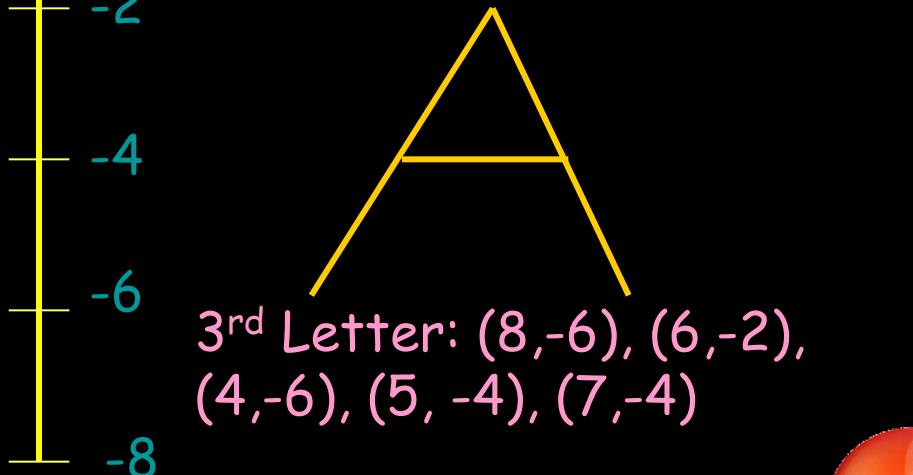 -2
-4
-6
3rd Letter: (8,-6), (6,-2),
(4,-6), (5, -4), (7,-4)
-8